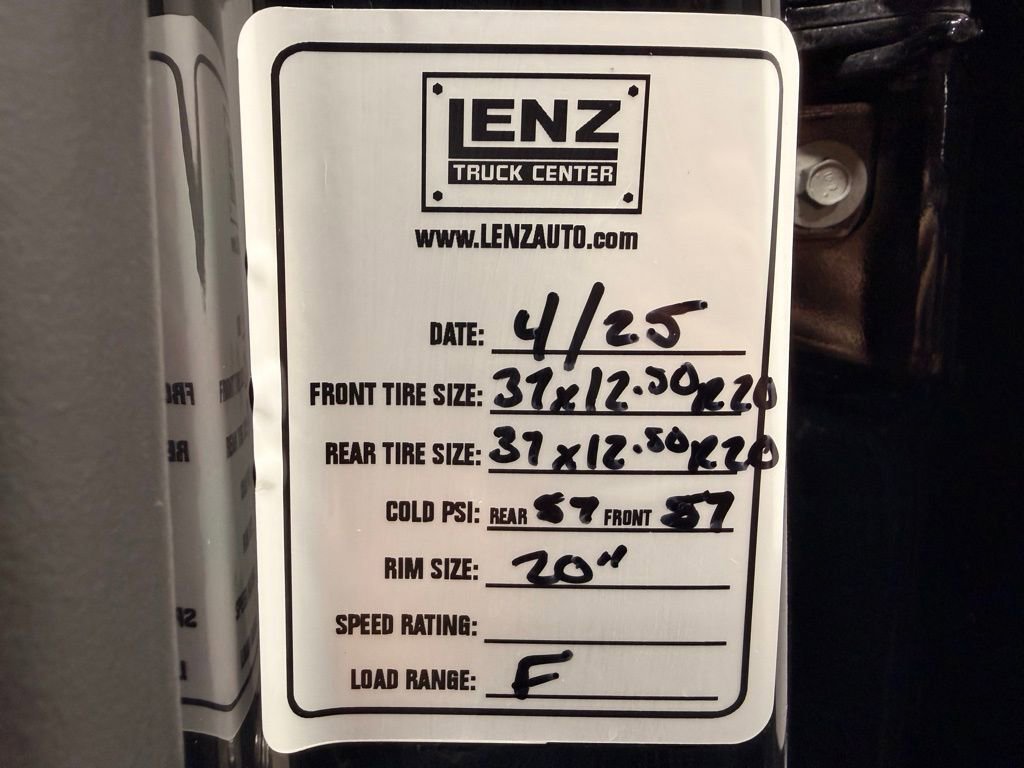 LENZ
TRUCK CENTER
www.LENZAUTO.com
DATE: 4/25
FRONT TIRE SIZE: 37x12.50R20
REAR TIRE SIZE: 37x12.50R20
COLD PSI: REAR 57 FRONT 57
RIM SIZE: 20"
SPEED RATING:
LOAD RANGE: F